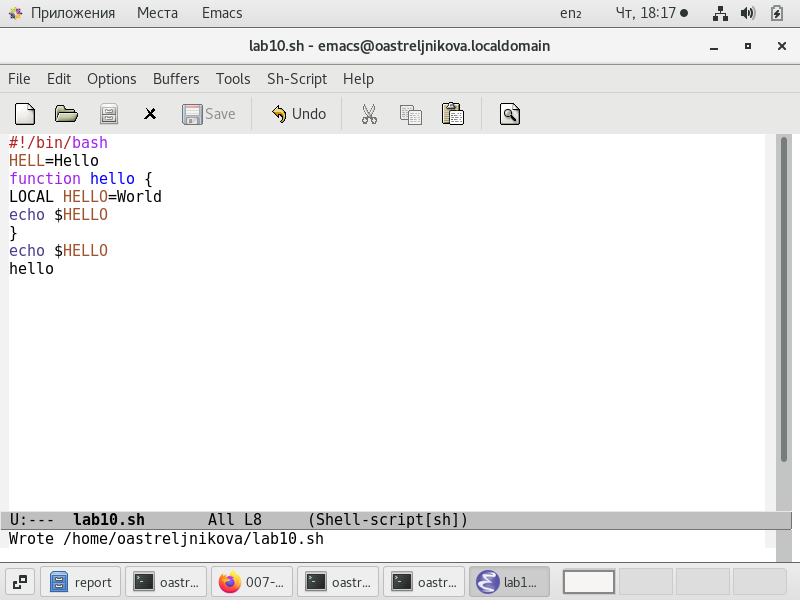 Приложения Места Emacs en₂ Чт, 18:17
lab10.sh - emacs@oastreljnikova.localdomain
File Edit Options Buffers Tools Sh-Script Help
Save Undo
#!/bin/bash
HELL=Hello
function hello {
LOCAL HELLO=World
echo $HELLO
}
echo $HELLO
hello
U:--- lab10.sh All L8 (Shell-script[sh])
Wrote /home/oastreljnikova/lab10.sh
report oastr... 007-... oastr... oastr... lab1...